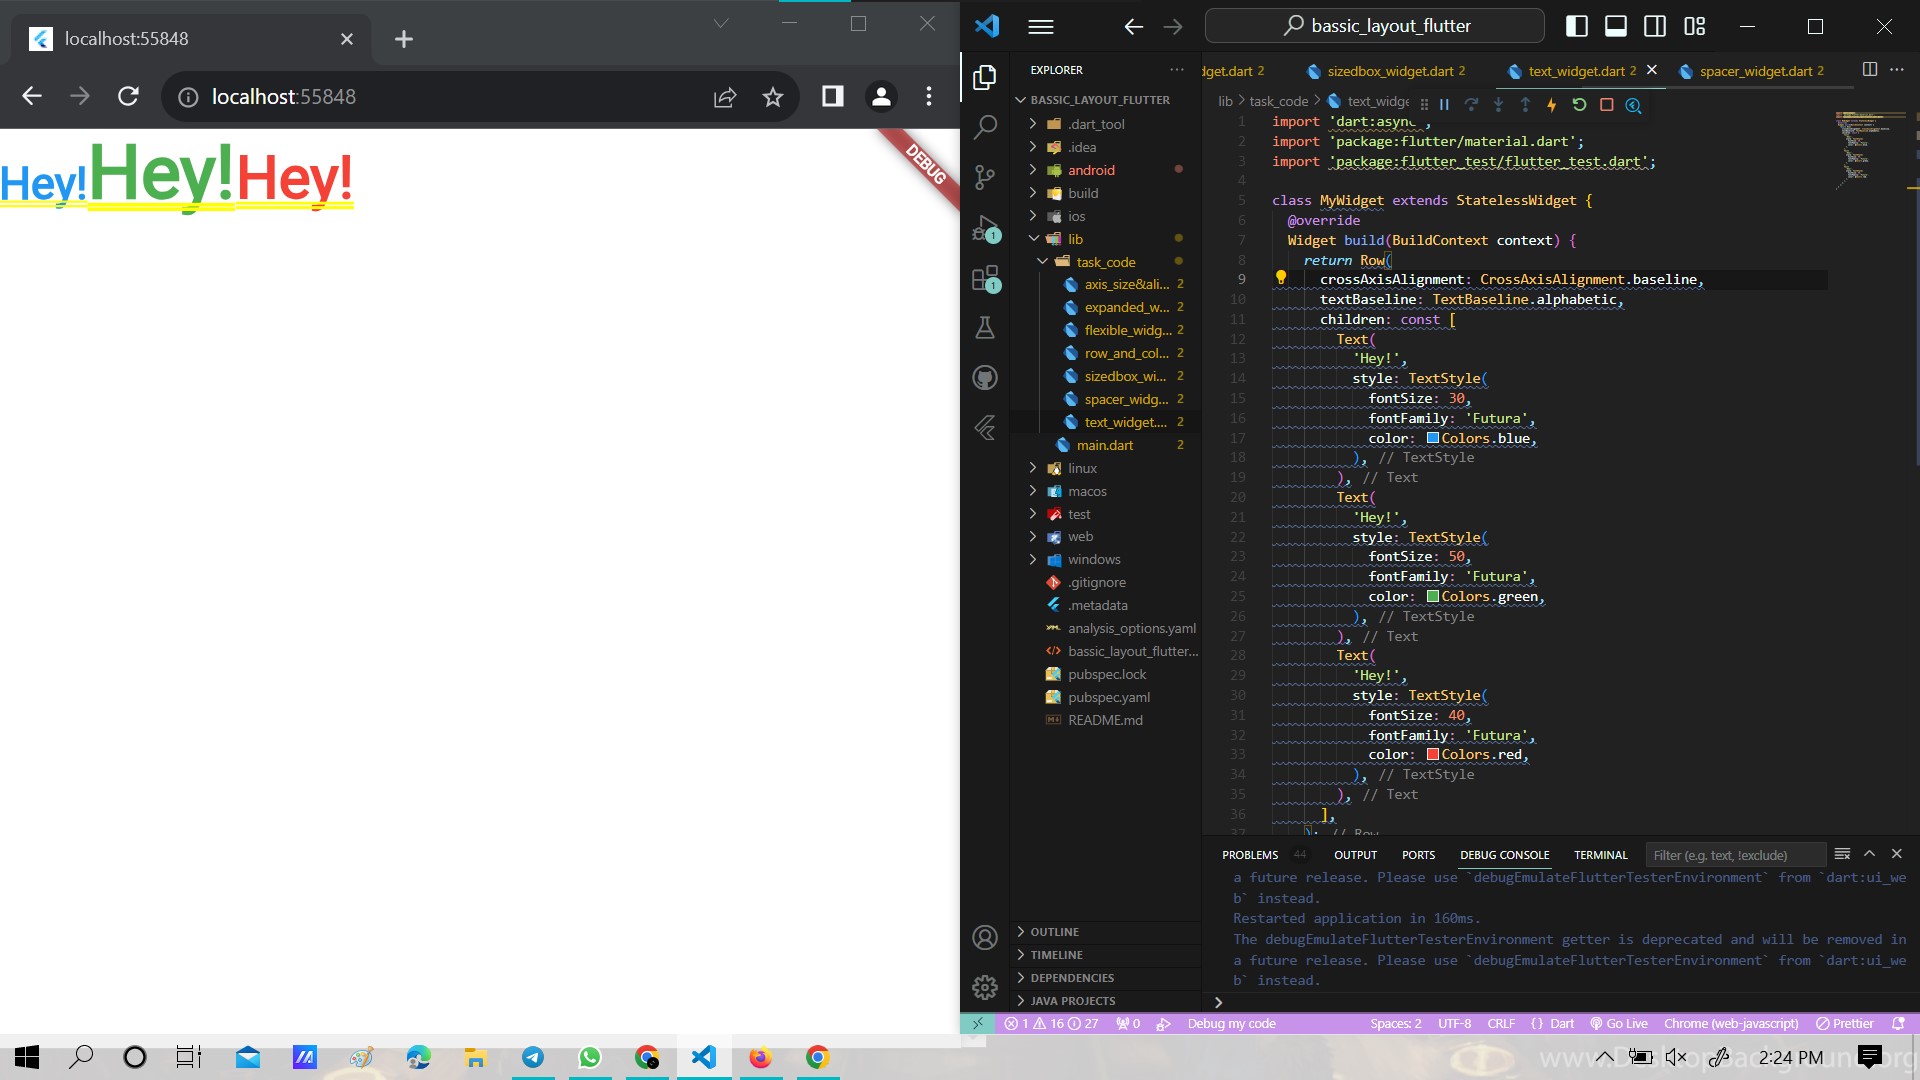 localhost:55848
localhost:55848
Hey!Hey!Hey!
DEBUG
bassic_layout_flutter
EXPLORER
BASSIC_LAYOUT_FLUTTER
.dart_tool
.idea
android
build
ios
lib
task_code
axis_size&ali... 2
expanded_w... 2
flexible_widg... 2
row_and_col... 2
sizedbox_wi... 2
spacer_widg... 2
text_widget.... 2
main.dart 2
linux
macos
test
web
windows
.gitignore
.metadata
analysis_options.yaml
bassic_layout_flutter...
pubspec.lock
pubspec.yaml
README.md
OUTLINE
TIMELINE
DEPENDENCIES
JAVA PROJECTS
1
1
dget.dart 2 sizedbox_widget.dart 2 text_widget.dart 2 spacer_widget.dart 2
lib > task_code > text_widge
1 import 'dart:async';
2 import 'package:flutter/material.dart';
3 import 'package:flutter_test/flutter_test.dart';
4
5 class MyWidget extends StatelessWidget {
6 @override
7 Widget build(BuildContext context) {
8 return Row(
9 crossAxisAlignment: CrossAxisAlignment.baseline,
10 textBaseline: TextBaseline.alphabetic,
11 children: const [
12 Text(
13 'Hey!',
14 style: TextStyle(
15 fontSize: 30,
16 fontFamily: 'Futura',
17 color: Colors.blue,
18 ), // TextStyle
19 ), // Text
20 Text(
21 'Hey!',
22 style: TextStyle(
23 fontSize: 50,
24 fontFamily: 'Futura',
25 color: Colors.green,
26 ), // TextStyle
27 ), // Text
28 Text(
29 'Hey!',
30 style: TextStyle(
31 fontSize: 40,
32 fontFamily: 'Futura',
33 color: Colors.red,
34 ), // TextStyle
35 ), // Text
36 ],
37 ); // Row
PROBLEMS 44 OUTPUT PORTS DEBUG CONSOLE TERMINAL Filter (e.g. text, !exclude)
a future release. Please use `debugEmulateFlutterTesterEnvironment` from `dart:ui_we
b` instead.
Restarted application in 160ms.
The debugEmulateFlutterTesterEnvironment getter is deprecated and will be removed in
a future release. Please use `debugEmulateFlutterTesterEnvironment` from `dart:ui_we
b` instead.
1 16 27 0 Debug my code Spaces: 2 UTF-8 CRLF {} Dart Go Live Chrome (web-javascript) Prettier
2:24 PM
www.DesktopBackground.org